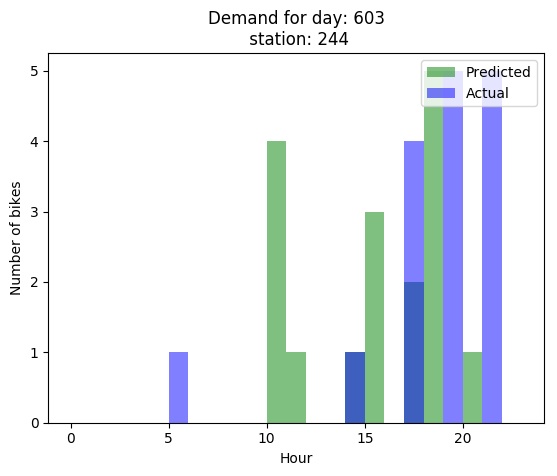 Demand for day: 603
station: 244
Predicted
Actual
Number of bikes
5
4
3
2
1
0
0 5 10 15 20
Hour